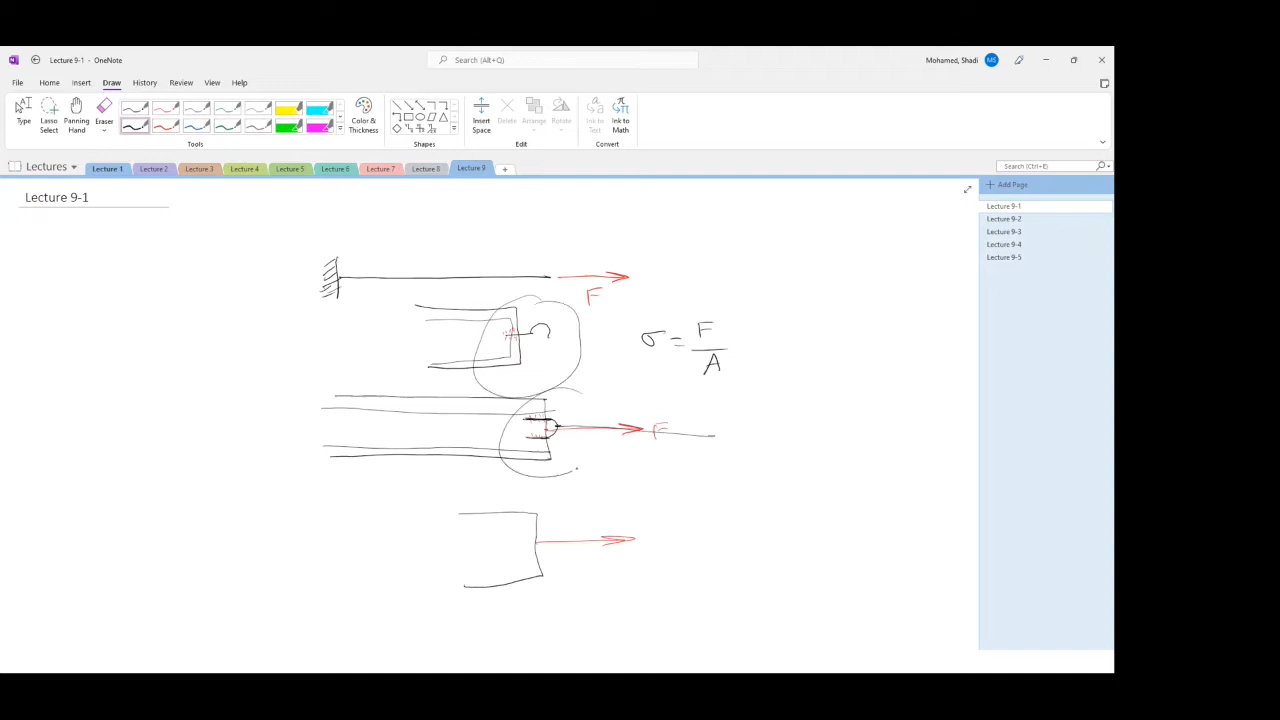 Lecture 9-1 - OneNote
Search (Alt+Q)
Mohamed, Shadi
MS
File Home Insert Draw History Review View Help
Type
Lasso Select
Panning Hand
Eraser
Color & Thickness
Insert Space
Delete
Arrange
Rotate
Ink to Text
Ink to Math
Tools
Shapes
Edit
Convert
Lectures
Lecture 1
Lecture 2
Lecture 3
Lecture 4
Lecture 5
Lecture 6
Lecture 7
Lecture 8
Lecture 9
Search (Ctrl+E)
Add Page
Lecture 9-1
Lecture 9-1
Lecture 9-2
Lecture 9-3
Lecture 9-4
Lecture 9-5
F
σ = F / A
F